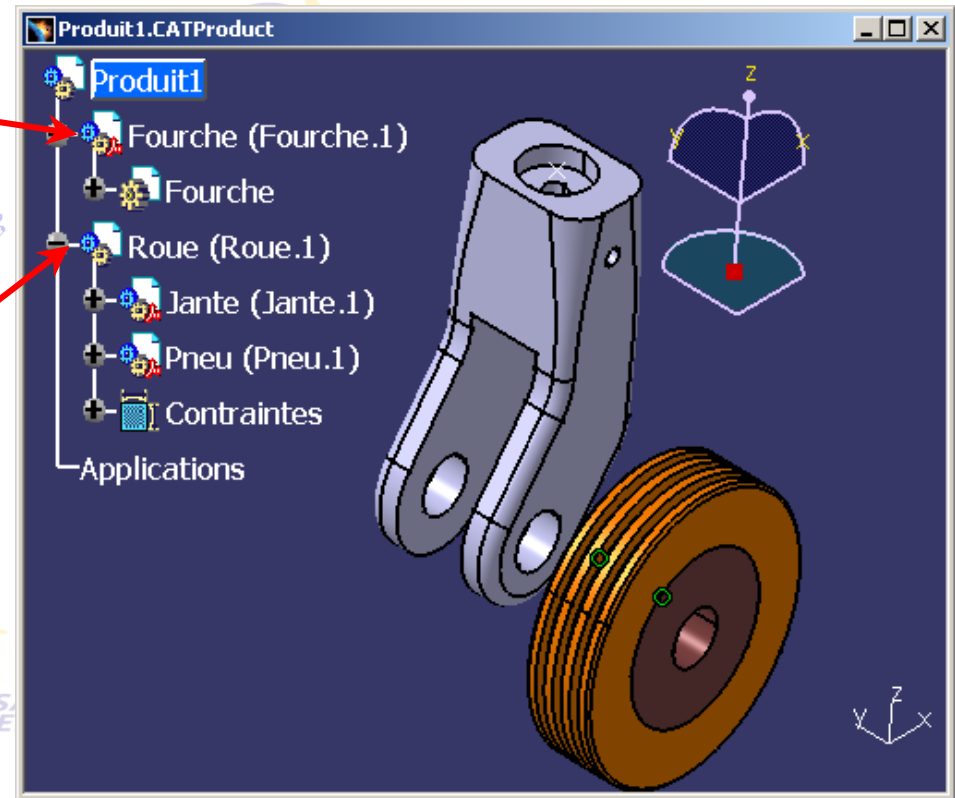 Produit1.CATProduct
Produit1
Fourche (Fourche.1)
Fourche
Roue (Roue.1)
Jante (Jante.1)
Pneu (Pneu.1)
Contraintes
Applications
z
y
x
x
z
y
x